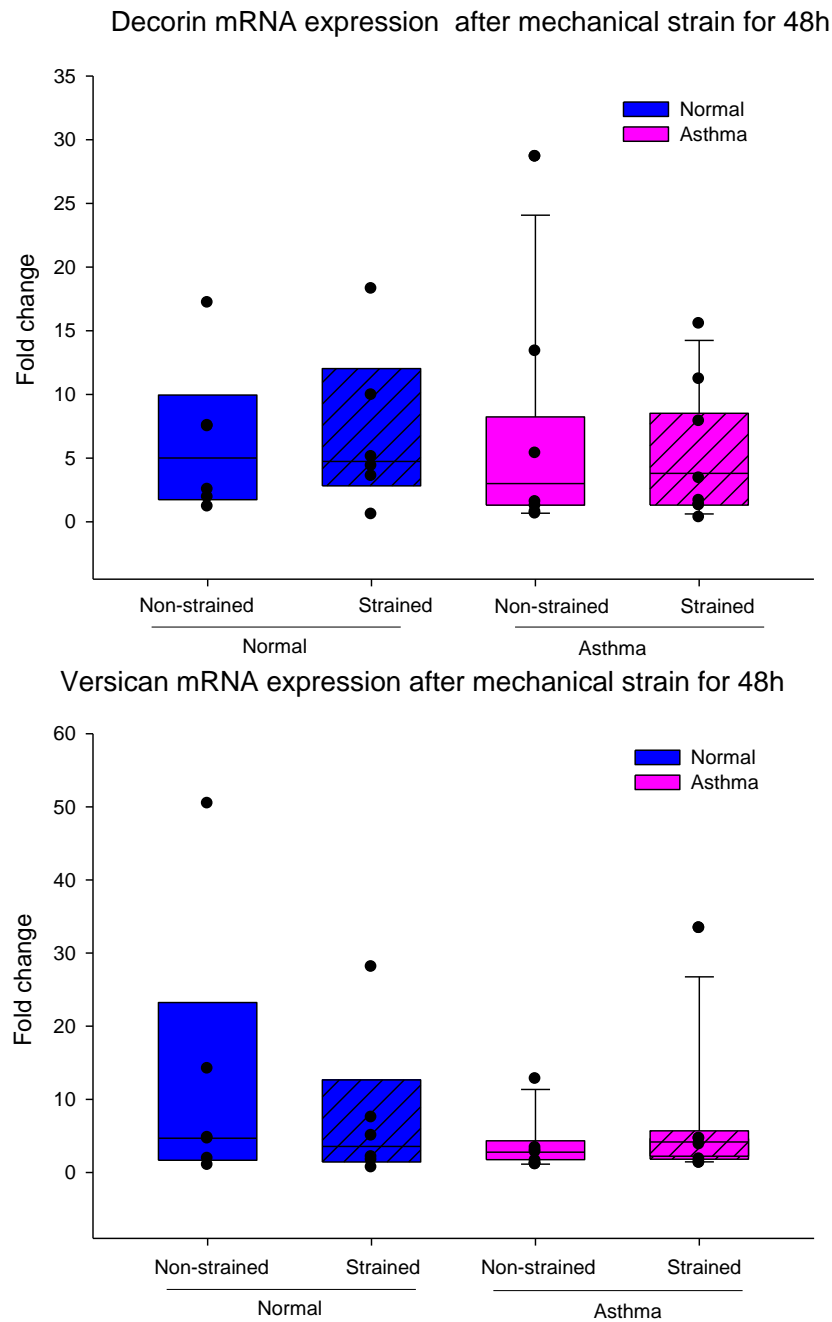 Decorin mRNA expression  after mechanical strain for 48h
35
30
25
20
15
10
5
0
Fold change
Normal
Asthma
Non-strained Strained Non-strained Strained
Normal Asthma
Versican mRNA expression after mechanical strain for 48h
60
50
40
30
20
10
0
Fold change
Normal
Asthma
Non-strained Strained Non-strained Strained
Normal Asthma